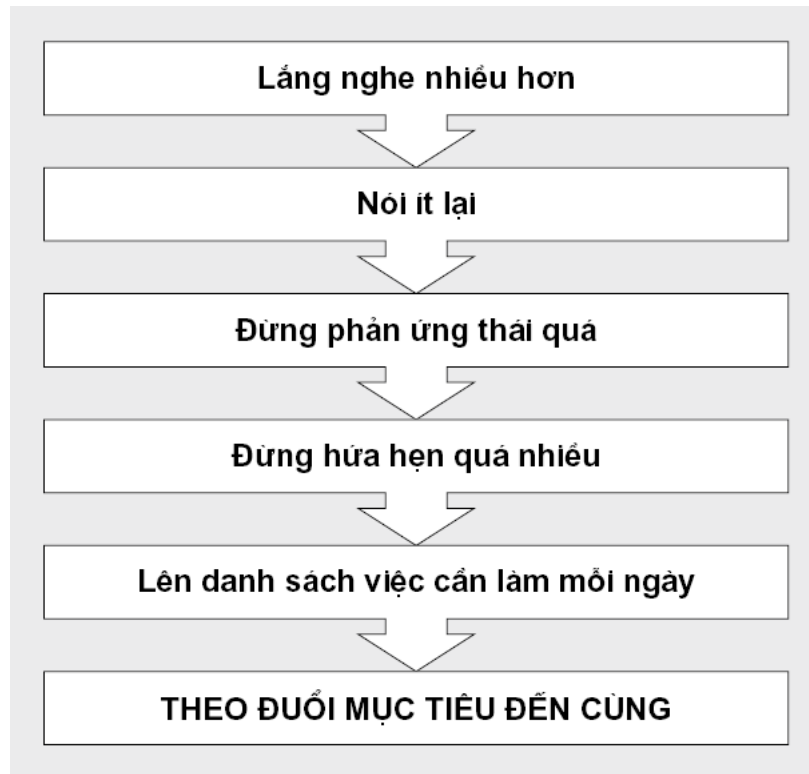 Lắng nghe nhiều hơn
Nói ít lại
Đừng phản ứng thái quá
Đừng hứa hẹn quá nhiều
Lên danh sách việc cần làm mỗi ngày
THEO ĐUỔI MỤC TIÊU ĐẾN CÙNG